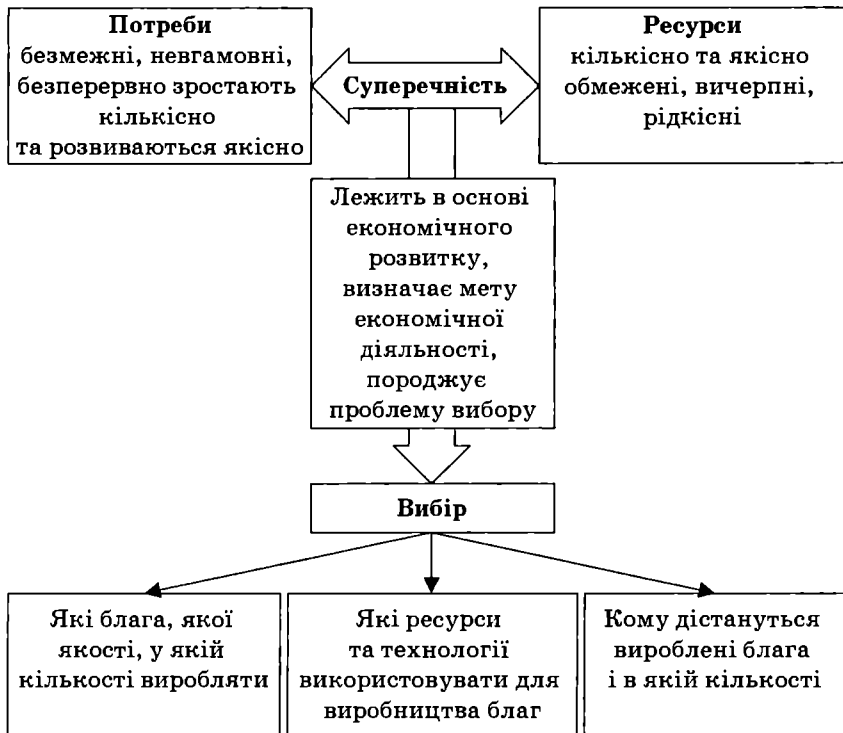 Потреби
безмежні, невгамовні,
безперервно зростають
кількісно
та розвиваються якісно
Суперечність
Ресурси
кількісно та якісно
обмежені, вичерпні,
рідкісні
Лежить в основі
економічного
розвитку,
визначає мету
економічної
діяльності,
породжує
проблему вибору
Вибір
Які блага, якої
якості, у якій
кількості виробляти
Які ресурси
та технології
використовувати для
виробництва благ
Кому дістануться
вироблені блага
і в якій кількості